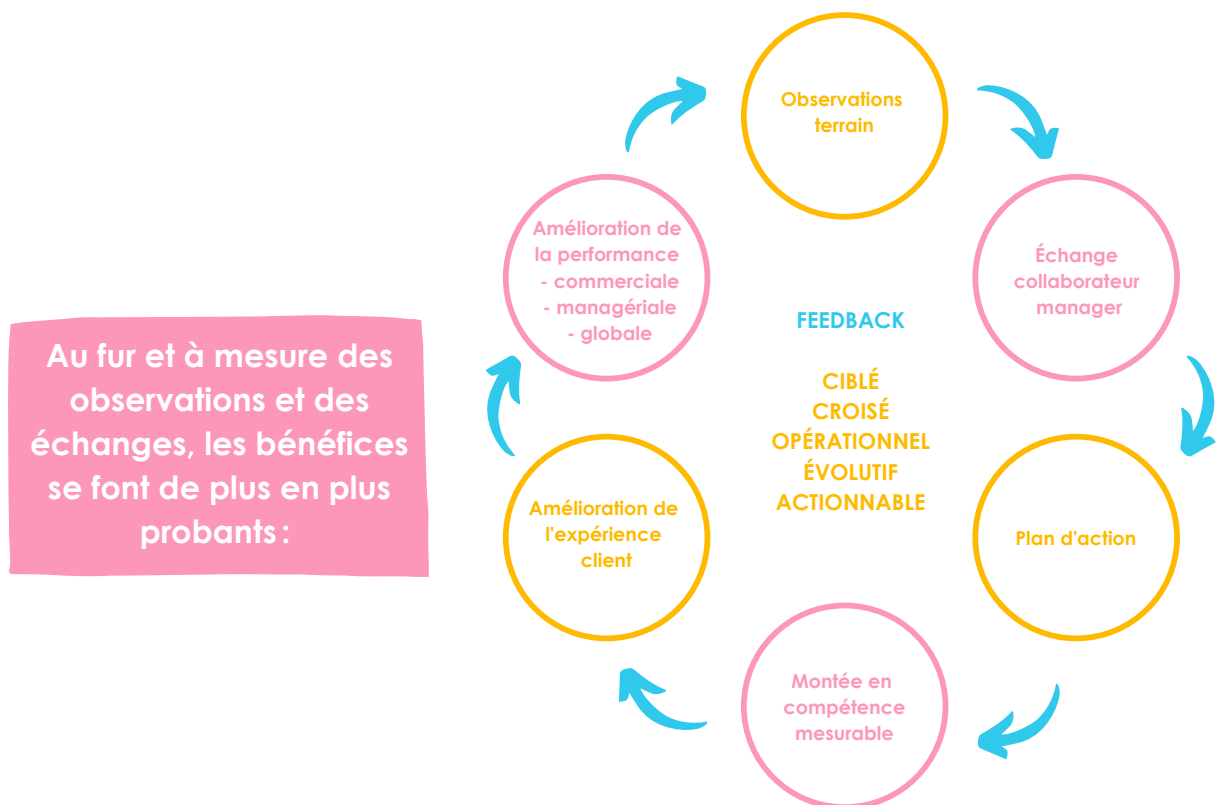 Au fur et à mesure des
observations et des
échanges, les bénéfices
se font de plus en plus
probants :
Observations
terrain
Échange
collaborateur
manager
Plan d'action
Montée en
compétence
mesurable
Amélioration de
l'expérience
client
Amélioration de
la performance
- commerciale
- managériale
- globale
FEEDBACK
CIBLÉ
CROISÉ
OPÉRATIONNEL
ÉVOLUTIF
ACTIONNABLE